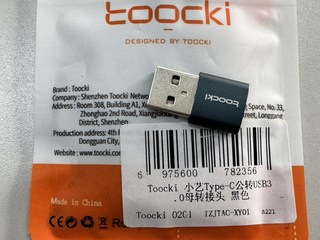 toocki
DESIGNED BY TOOCKI
toocki
Brand : Toocki
Company : Shenzhen Toocki Network
Address : Room 308, Building A1, Space, No.33,
Zhonghao 2nd Road, Xiangjiaotang
District, Shenzhen
Production address : 4th
Dongguan City
Website : www.toocki.com
6 975600 782356
Toocki 小艺Type-C公转USB3
.0母转接头 黑色
Toocki 02C1 TZJTAC-XY01 a221
Made in China